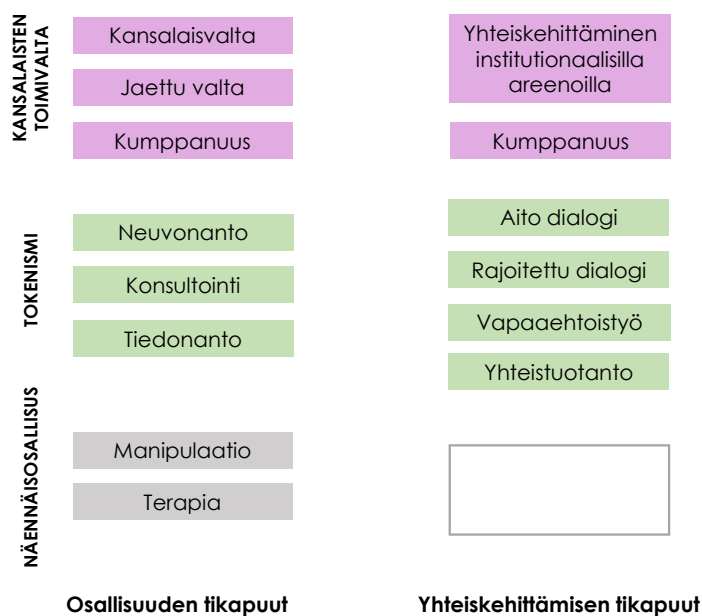 KANSALAISTEN
TOIMIVALTA
Kansalaisvalta
Jaettu valta
Kumppanuus
Yhteiskehittäminen
institutionaalisilla
areenoilla
Kumppanuus
TOKENISMI
Neuvonanto
Konsultointi
Tiedonanto
Aito dialogi
Rajoitettu dialogi
Vapaaehtoistyö
Yhteistuotanto
NÄENNÄISOSALLISUS
Manipulaatio
Terapia
Osallisuuden tikapuut
Yhteiskehittämisen tikapuut